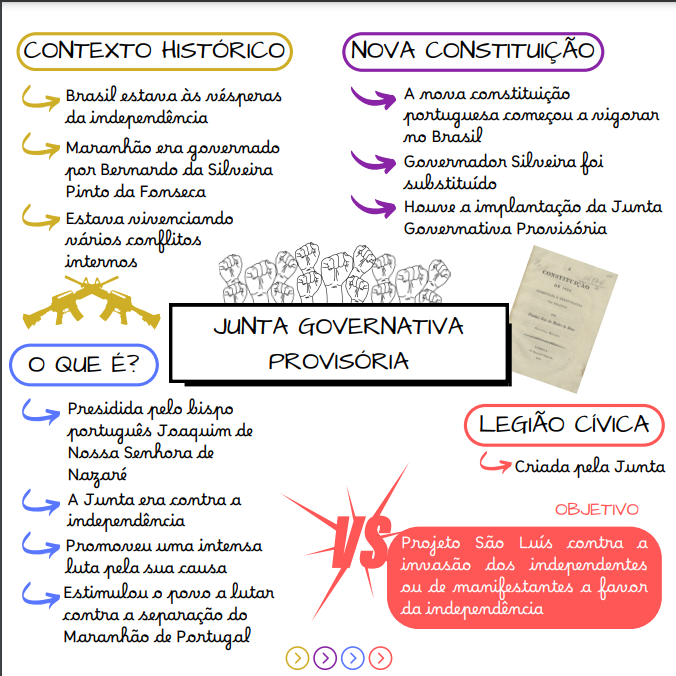 CONTEXTO HISTÓRICO
Brasil estava às vésperas
da independência
Maranhão era governado
por Bernardo da Silveira
Pinto da Fonseca
Estava vivenciando
vários conflitos
internos
NOVA CONSTITUIÇÃO
A nova constituição
portuguesa começou a vigorar
no Brasil
Governador Silveira foi
substituído
Houve a implantação da Junta
Governativa Provisória
CONSTITUIÇÃO
DE 1822
JUNTA GOVERNATIVA
PROVISÓRIA
O QUE É?
Presidida pelo bispo
português Joaquim de
Nossa Senhora de
Nazaré
A Junta era contra a
independência
Promoveu uma intensa
luta pela sua causa
Estimulou o povo a lutar
contra a separação do
Maranhão de Portugal
LEGIÃO CÍVICA
Criada pela Junta
VS
OBJETIVO
Projeto São Luís contra a
invasão dos independentes
ou de manifestantes a favor
da independência